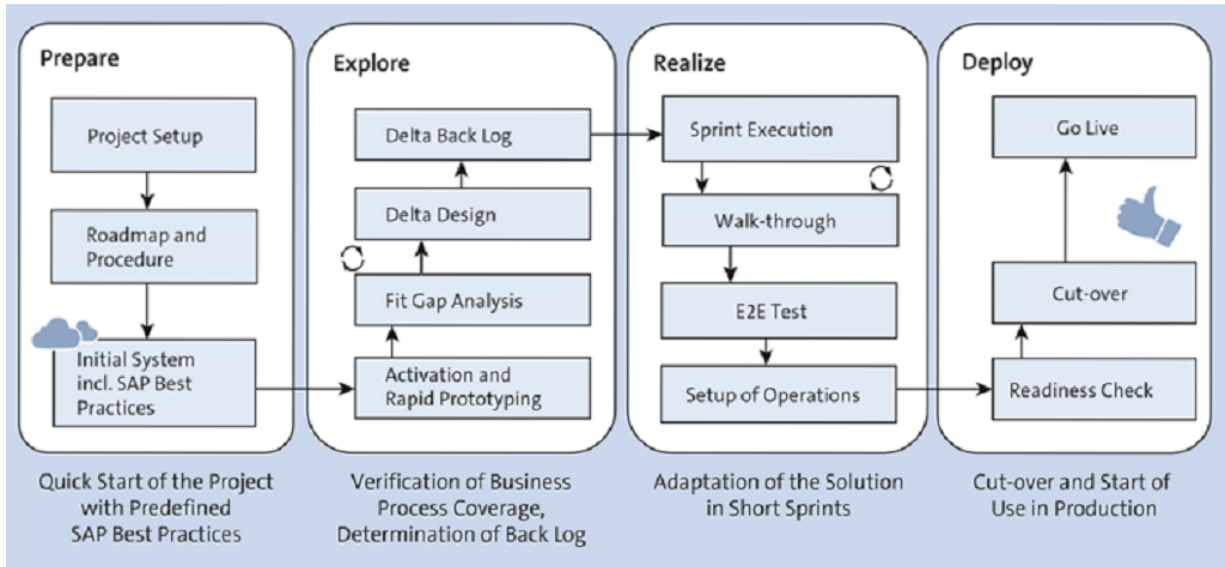 Prepare
Project Setup
Roadmap and
Procedure
Initial System
incl. SAP Best
Practices
Quick Start of the Project
with Predefined
SAP Best Practices
Explore
Delta Back Log
Delta Design
Fit Gap Analysis
Activation and
Rapid Prototyping
Verification of Business
Process Coverage,
Determination of Back Log
Realize
Sprint Execution
Walk-through
E2E Test
Setup of Operations
Adaptation of the Solution
in Short Sprints
Deploy
Go Live
Cut-over
Readiness Check
Cut-over and Start of
Use in Production